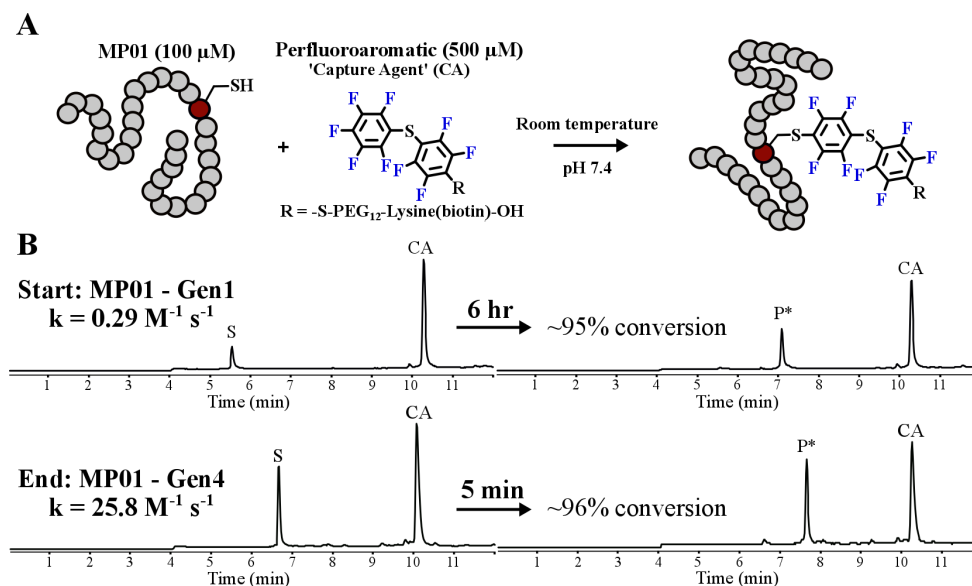 A
MP01 (100 μM)
SH
+
Perfluoroaromatic (500 μM)
'Capture Agent' (CA)
F
F
F
F
F
S
F
F
F
F
R
R = -S-PEG₁₂-Lysine(biotin)-OH
Room temperature
pH 7.4
S
F
F
F
F
S
F
F
F
F
R
B
Start: MP01 - Gen1
k = 0.29 M⁻¹ s⁻¹
S
CA
6 hr
~95% conversion
P*
CA
1 2 3 4 5 6 7 8 9 10 11
Time (min)
1 2 3 4 5 6 7 8 9 10 11
Time (min)
End: MP01 - Gen4
k = 25.8 M⁻¹ s⁻¹
S
CA
5 min
~96% conversion
P*
CA
1 2 3 4 5 6 7 8 9 10 11
Time (min)
1 2 3 4 5 6 7 8 9 10 11
Time (min)